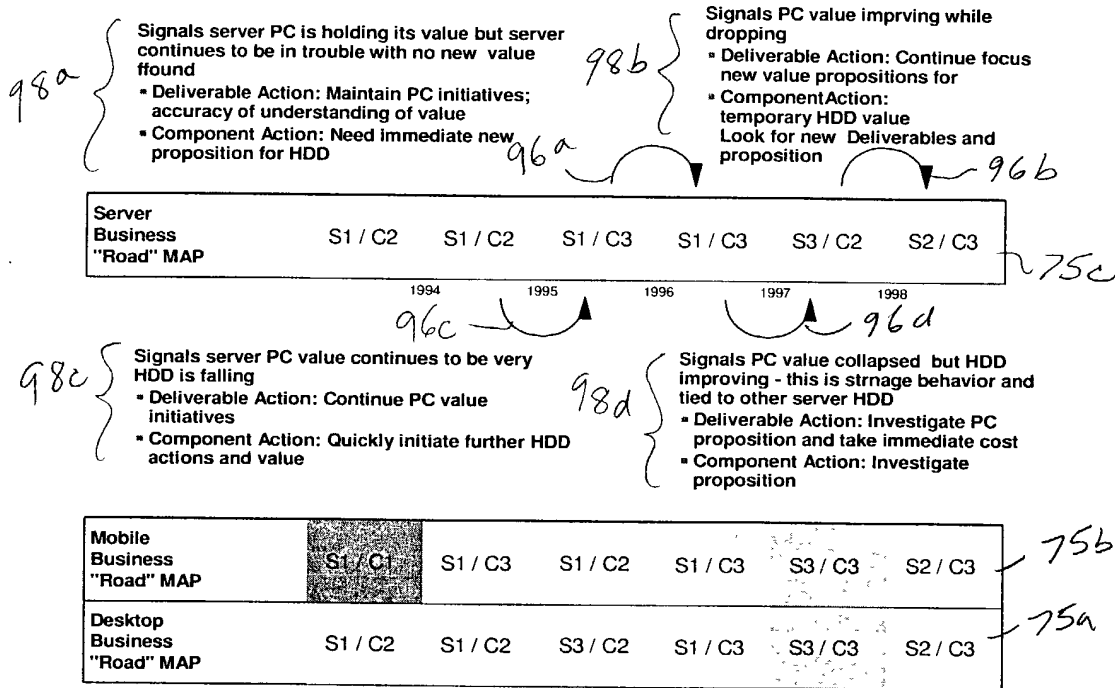 98a
Signals server PC is holding its value but server
continues to be in trouble with no new value
ffound
▪ Deliverable Action: Maintain PC initiatives;
accuracy of understanding of value
▪ Component Action: Need immediate new
proposition for HDD
98b
Signals PC value imprving while
dropping
▪ Deliverable Action: Continue focus
new value propositions for
▪ ComponentAction:
temporary HDD value
Look for new Deliverables and
proposition
96a
96b
Server
Business
"Road" MAP
S1 / C2 S1 / C2 S1 / C3 S1 / C3 S3 / C2 S2 / C3
75c
1994 1995 1996 1997 1998
96c
96d
98c
Signals server PC value continues to be very
HDD is falling
▪ Deliverable Action: Continue PC value
initiatives
▪ Component Action: Quickly initiate further HDD
actions and value
98d
Signals PC value collapsed but HDD
improving - this is strnage behavior and
tied to other server HDD
▪ Deliverable Action: Investigate PC
proposition and take immediate cost
▪ Component Action: Investigate
proposition
Mobile
Business
"Road" MAP
S1 / C1 S1 / C3 S1 / C2 S1 / C3 S3 / C3 S2 / C3
75b
Desktop
Business
"Road" MAP
S1 / C2 S1 / C2 S3 / C2 S1 / C3 S3 / C3 S2 / C3
75a